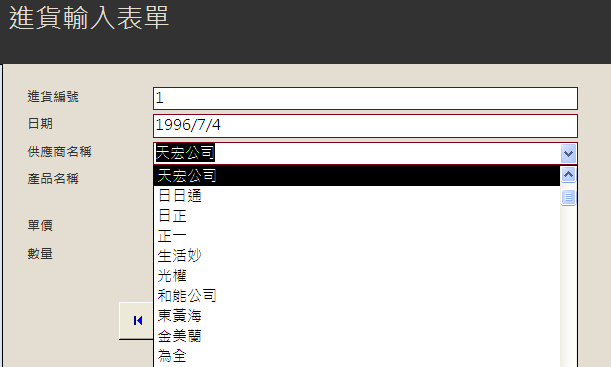 進貨輸入表單
進貨編號 1
日期 1996/7/4
供應商名稱 天宏公司
產品名稱 天宏公司
日日通
日正
單價 正一
數量 生活妙
光權
和能公司
東黃海
金美蘭
為全